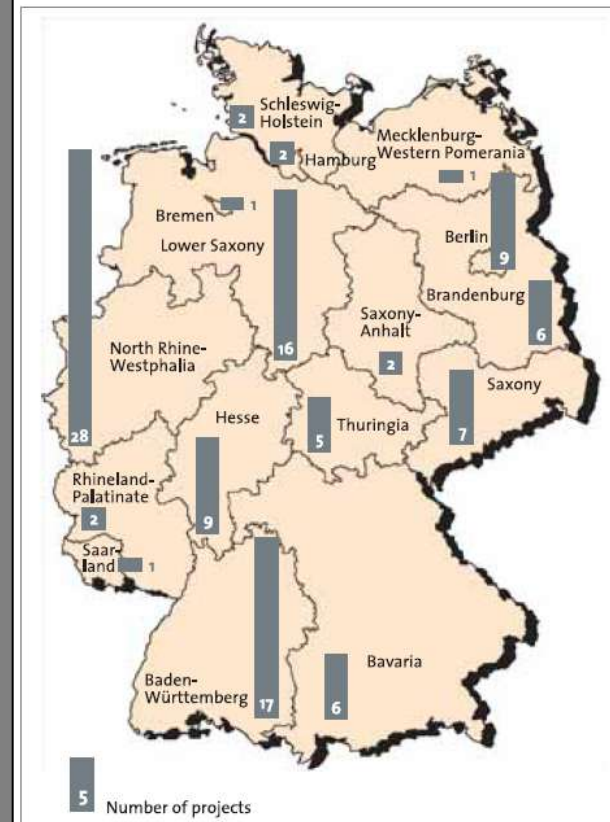 Schleswig-
Holstein
2
2
Hamburg
Mecklenburg-
Western Pomerania
1
Bremen
1
Lower Saxony
Berlin
9
Brandenburg
6
Saxony-
Anhalt
2
16
North Rhine-
Westphalia
28
Hesse
9
5
Thuringia
Saxony
7
Rhineland-
Palatinate
2
Saar-
land
1
Baden-
Württemberg
17
Bavaria
6
5
Number of projects